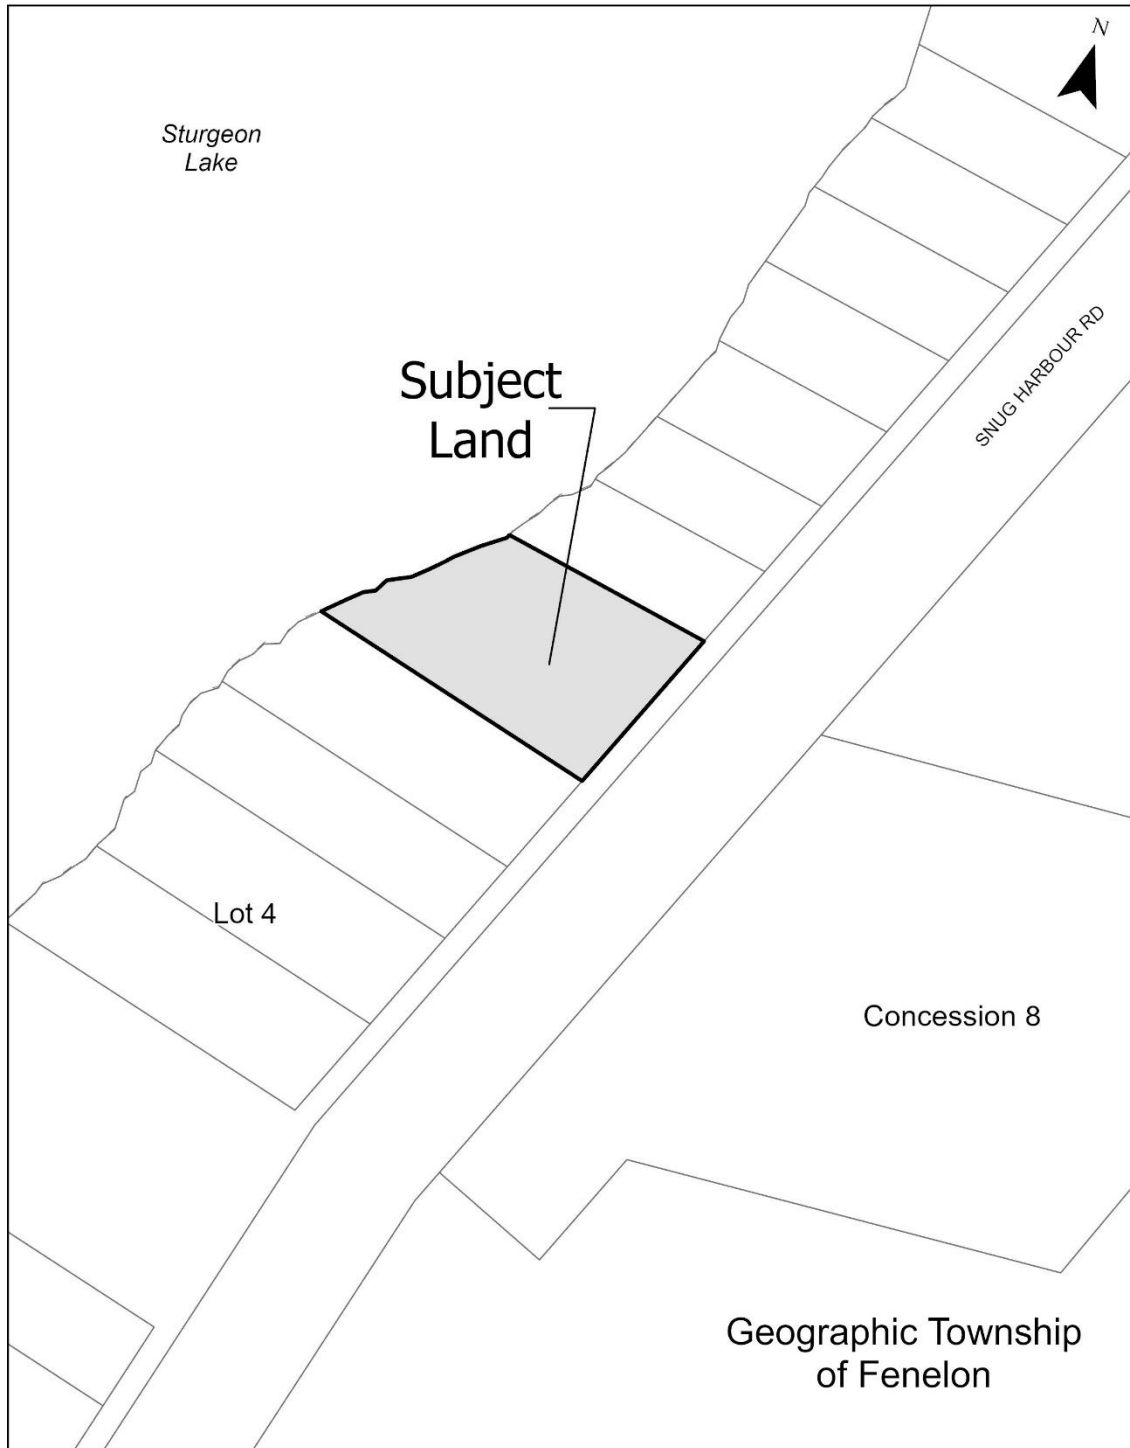 N
Sturgeon
Lake
SNUG HARBOUR RD
Subject
Land
Lot 4
Concession 8
Geographic Township
of Fenelon